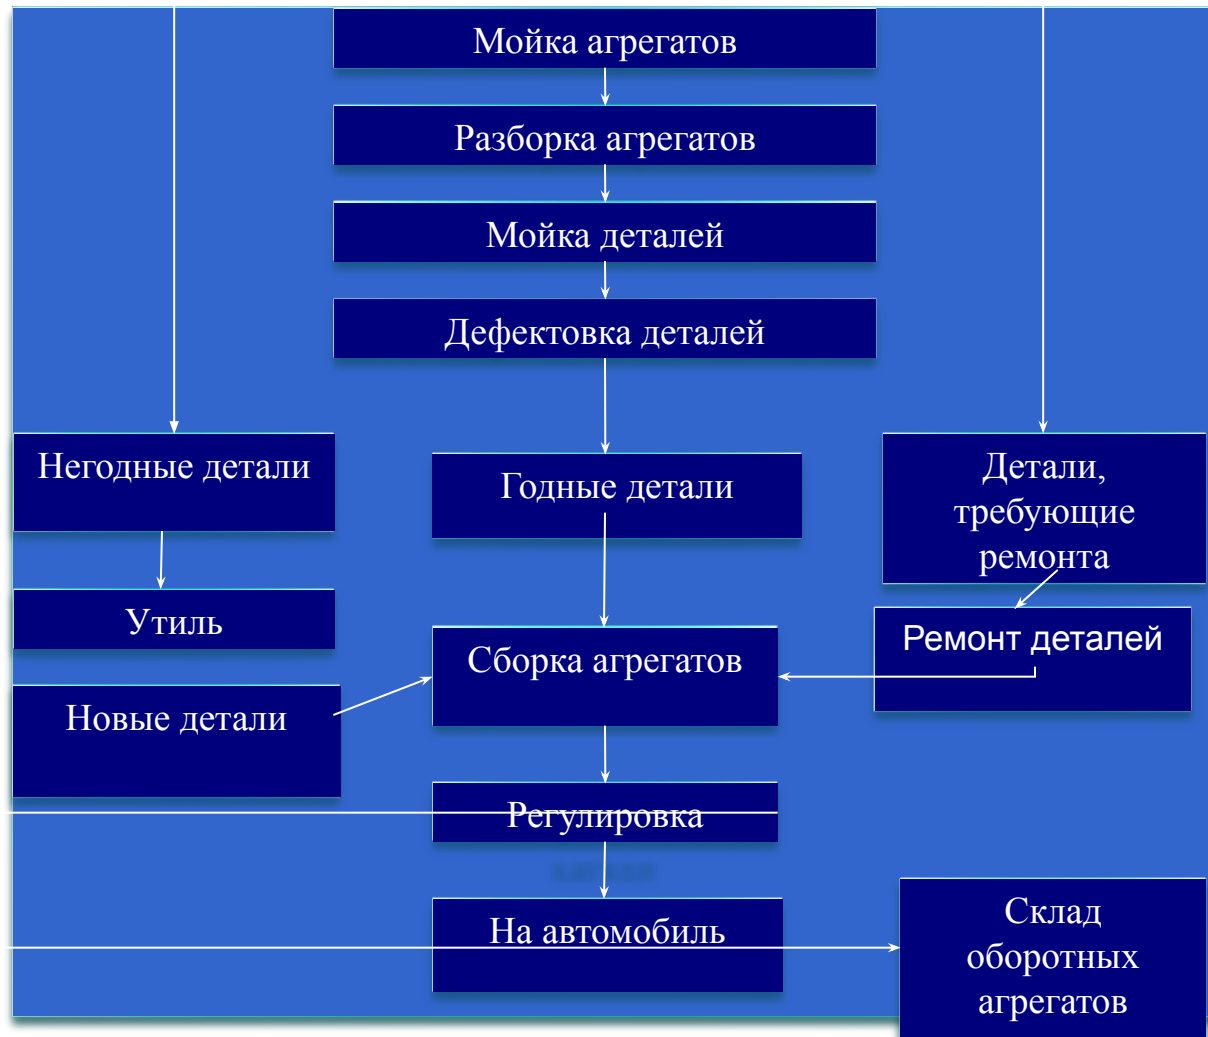 Мойка агрегатов
Разборка агрегатов
Мойка деталей
Дефектовка деталей
Негодные детали
Годные детали
Детали,
требующие
ремонта
Утиль
Сборка агрегатов
Ремонт деталей
Новые детали
Регулировка
На автомобиль
Склад
оборотных
агрегатов